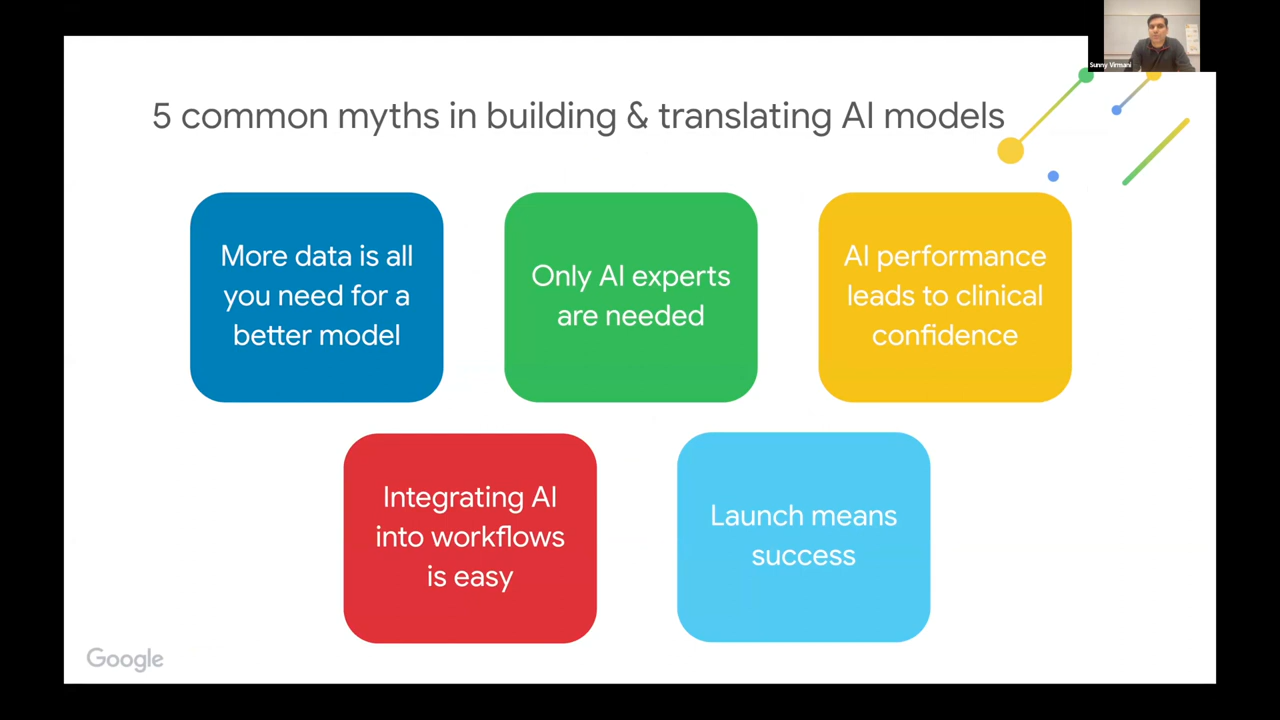 Sunny Virmani
5 common myths in building & translating AI models
More data is all
you need for a
better model
Only AI experts
are needed
AI performance
leads to clinical
confidence
Integrating AI
into workflows
is easy
Launch means
success
Google